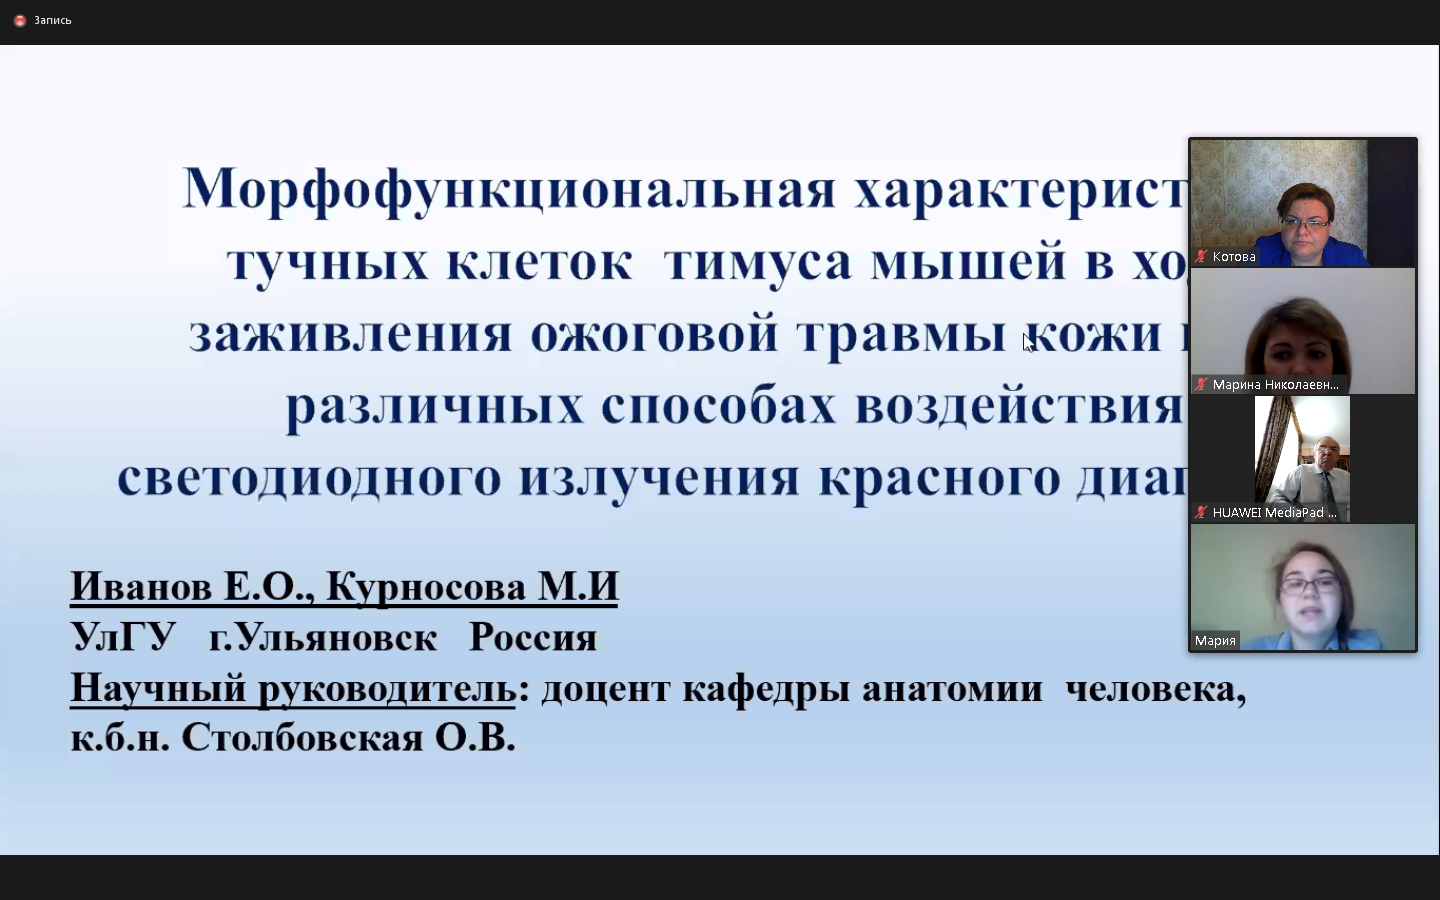 Запись
Морфофункциональная характерист
тучных клеток тимуса мышей в хо
заживления ожоговой травмы кожи
различных способах воздействия
светодиодного излучения красного диап
Иванов Е.О., Курносова М.И
УлГУ г.Ульяновск Россия
Научный руководитель: доцент кафедры анатомии человека,
к.б.н. Столбовская О.В.
Котова
Марина Николаевн...
HUAWEI MediaPad ...
Мария